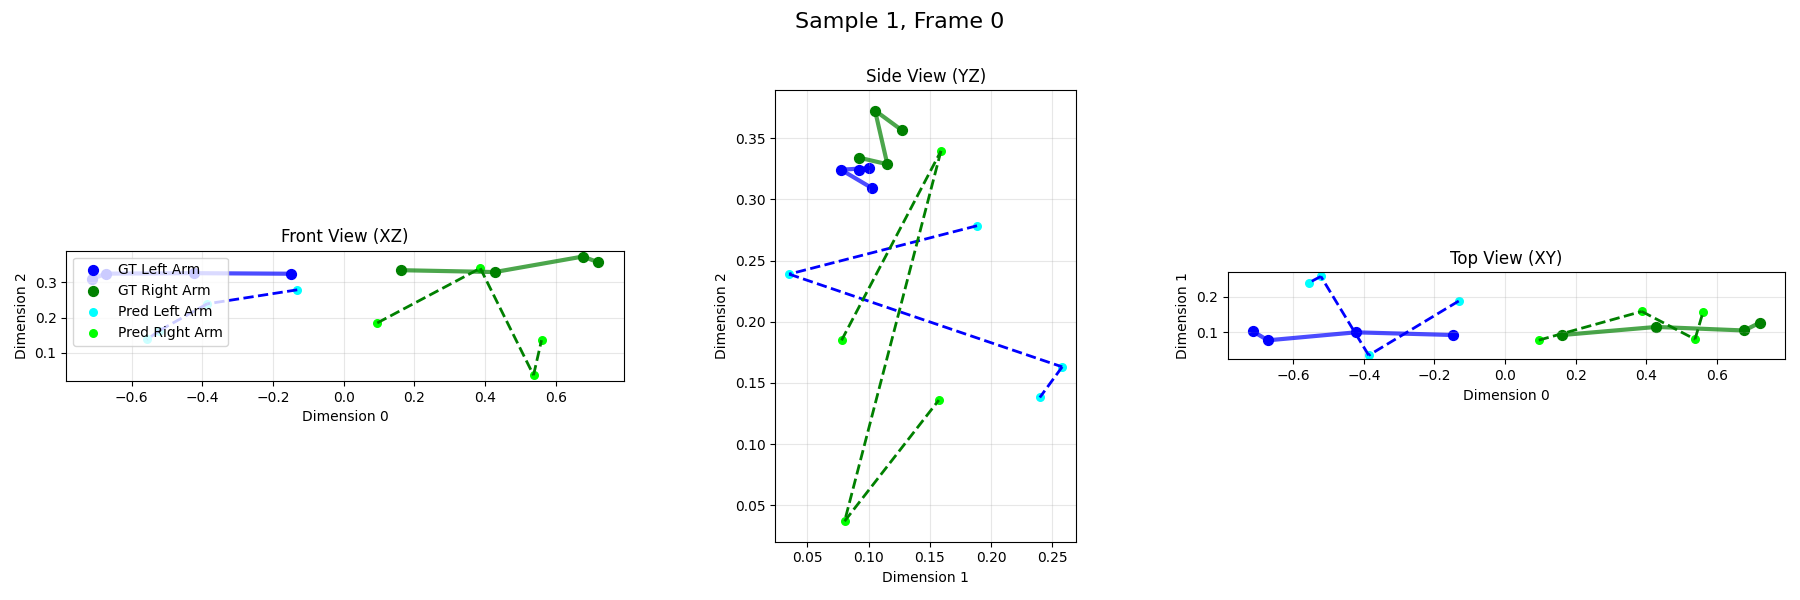 Sample 1, Frame 0
Front View (XZ)
Dimension 2
0.3
0.2
0.1
GT Left Arm
GT Right Arm
Pred Left Arm
Pred Right Arm
−0.6 −0.4 −0.2 0.0 0.2 0.4 0.6
Dimension 0
Side View (YZ)
Dimension 2
0.35
0.30
0.25
0.20
0.15
0.10
0.05
0.05 0.10 0.15 0.20 0.25
Dimension 1
Top View (XY)
Dimension 1
0.2
0.1
−0.6 −0.4 −0.2 0.0 0.2 0.4 0.6
Dimension 0